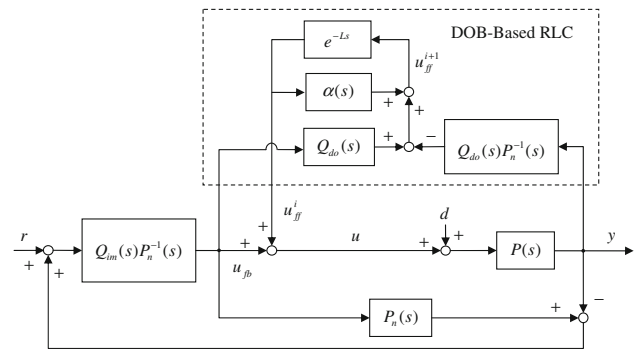 DOB-Based RLC
e^{-Ls}
u_{ff}^{i+1}
α(s)
+
+
Q_{do}(s)
+
−
Q_{do}(s)P_n^{-1}(s)
+
u_{ff}^{i}
d
r
+
+
Q_{im}(s)P_n^{-1}(s)
+
u_{fb}
u
+
+
P(s)
y
P_n(s)
+
−